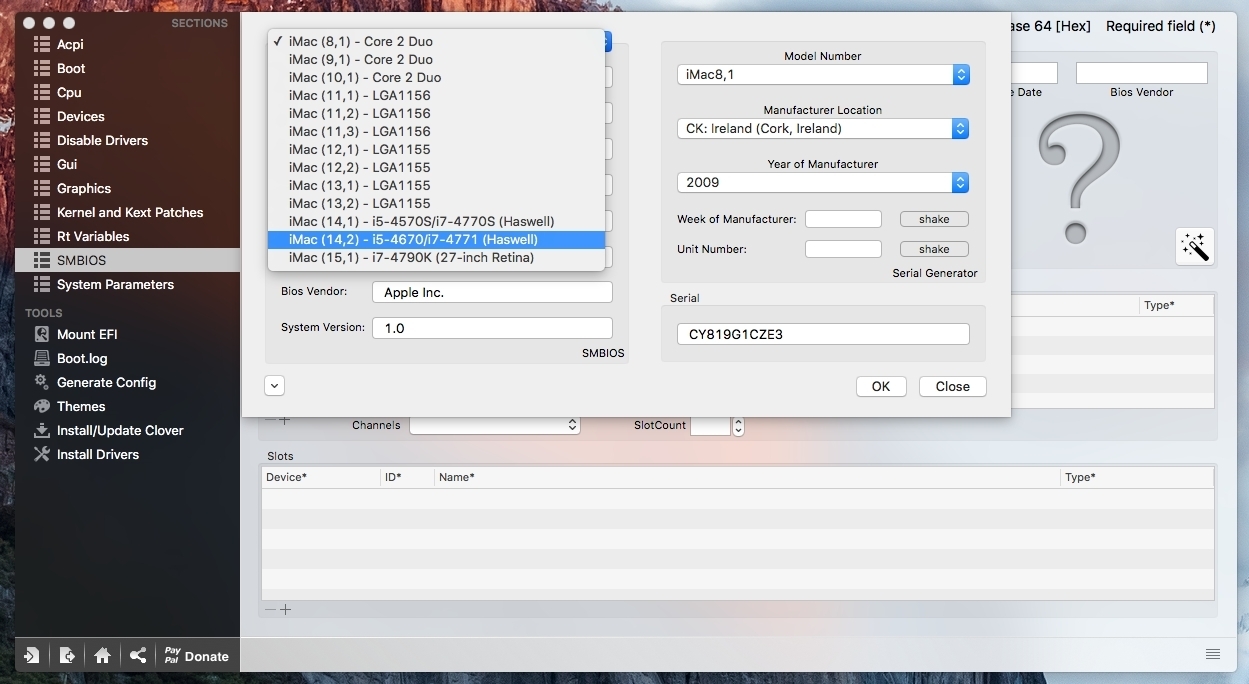 SECTIONS
Acpi
Boot
Cpu
Devices
Disable Drivers
Gui
Graphics
Kernel and Kext Patches
Rt Variables
SMBIOS
System Parameters
TOOLS
Mount EFI
Boot.log
Generate Config
Themes
Install/Update Clover
Install Drivers
Pay
Pal
Donate
✓ iMac (8,1) - Core 2 Duo
iMac (9,1) - Core 2 Duo
iMac (10,1) - Core 2 Duo
iMac (11,1) - LGA1156
iMac (11,2) - LGA1156
iMac (11,3) - LGA1156
iMac (12,1) - LGA1155
iMac (12,2) - LGA1155
iMac (13,1) - LGA1155
iMac (13,2) - LGA1155
iMac (14,1) - i5-4570S/i7-4770S (Haswell)
iMac (14,2) - i5-4670/i7-4771 (Haswell)
iMac (15,1) - i7-4790K (27-inch Retina)
Bios Vendor: Apple Inc.
System Version: 1.0
SMBIOS
Model Number
iMac8,1
Manufacturer Location
CK: Ireland (Cork, Ireland)
Year of Manufacturer
2009
Week of Manufacturer: shake
Unit Number: shake
Serial Generator
Serial
CY819G1CZE3
OK Close
ase 64 [Hex] Required field (*)
e Date Bios Vendor
?
Type*
Channels SlotCount
Slots
Device* ID* Name* Type*